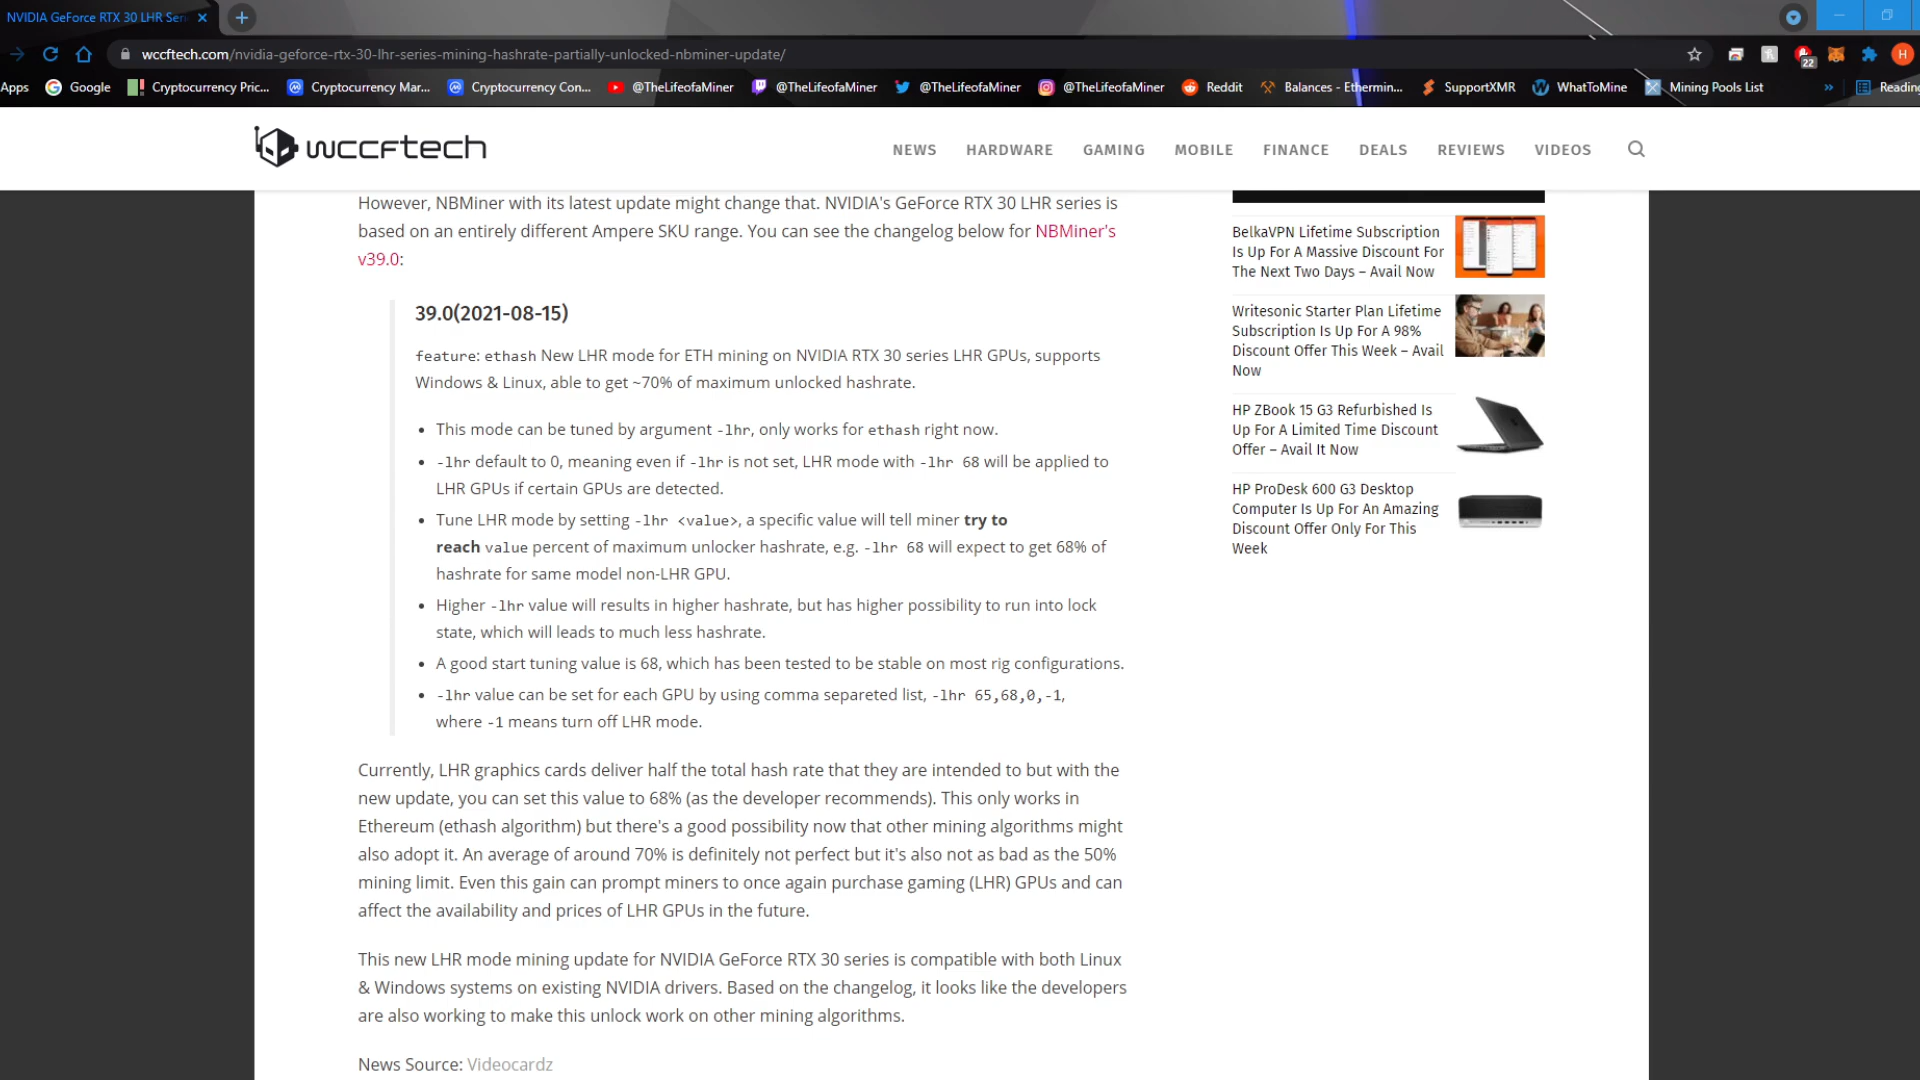 NVIDIA GeForce RTX 30 LHR Seri
wccftech.com/nvidia-geforce-rtx-30-lhr-series-mining-hashrate-partially-unlocked-nbminer-update/
22
H
Apps
Google
Cryptocurrency Pric...
Cryptocurrency Mar...
Cryptocurrency Con...
@TheLifeofaMiner
@TheLifeofaMiner
@TheLifeofaMiner
@TheLifeofaMiner
Reddit
Balances - Ethermin...
SupportXMR
WhatToMine
Mining Pools List
»
Reading
wccftech
NEWS
HARDWARE
GAMING
MOBILE
FINANCE
DEALS
REVIEWS
VIDEOS
However, NBMiner with its latest update might change that. NVIDIA's GeForce RTX 30 LHR series is
based on an entirely different Ampere SKU range. You can see the changelog below for NBMiner's
v39.0:
39.0(2021-08-15)
feature: ethash New LHR mode for ETH mining on NVIDIA RTX 30 series LHR GPUs, supports
Windows & Linux, able to get ~70% of maximum unlocked hashrate.
• This mode can be tuned by argument -lhr, only works for ethash right now.
• -lhr default to 0, meaning even if -lhr is not set, LHR mode with -lhr 68 will be applied to
LHR GPUs if certain GPUs are detected.
• Tune LHR mode by setting -lhr <value>, a specific value will tell miner try to
reach value percent of maximum unlocker hashrate, e.g. -lhr 68 will expect to get 68% of
hashrate for same model non-LHR GPU.
• Higher -lhr value will results in higher hashrate, but has higher possibility to run into lock
state, which will leads to much less hashrate.
• A good start tuning value is 68, which has been tested to be stable on most rig configurations.
• -lhr value can be set for each GPU by using comma separeted list, -lhr 65,68,0,-1,
where -1 means turn off LHR mode.
Currently, LHR graphics cards deliver half the total hash rate that they are intended to but with the
new update, you can set this value to 68% (as the developer recommends). This only works in
Ethereum (ethash algorithm) but there's a good possibility now that other mining algorithms might
also adopt it. An average of around 70% is definitely not perfect but it's also not as bad as the 50%
mining limit. Even this gain can prompt miners to once again purchase gaming (LHR) GPUs and can
affect the availability and prices of LHR GPUs in the future.
This new LHR mode mining update for NVIDIA GeForce RTX 30 series is compatible with both Linux
& Windows systems on existing NVIDIA drivers. Based on the changelog, it looks like the developers
are also working to make this unlock work on other mining algorithms.
News Source: Videocardz
BelkaVPN Lifetime Subscription
Is Up For A Massive Discount For
The Next Two Days – Avail Now
Writesonic Starter Plan Lifetime
Subscription Is Up For A 98%
Discount Offer This Week – Avail
Now
HP ZBook 15 G3 Refurbished Is
Up For A Limited Time Discount
Offer – Avail It Now
HP ProDesk 600 G3 Desktop
Computer Is Up For An Amazing
Discount Offer Only For This
Week